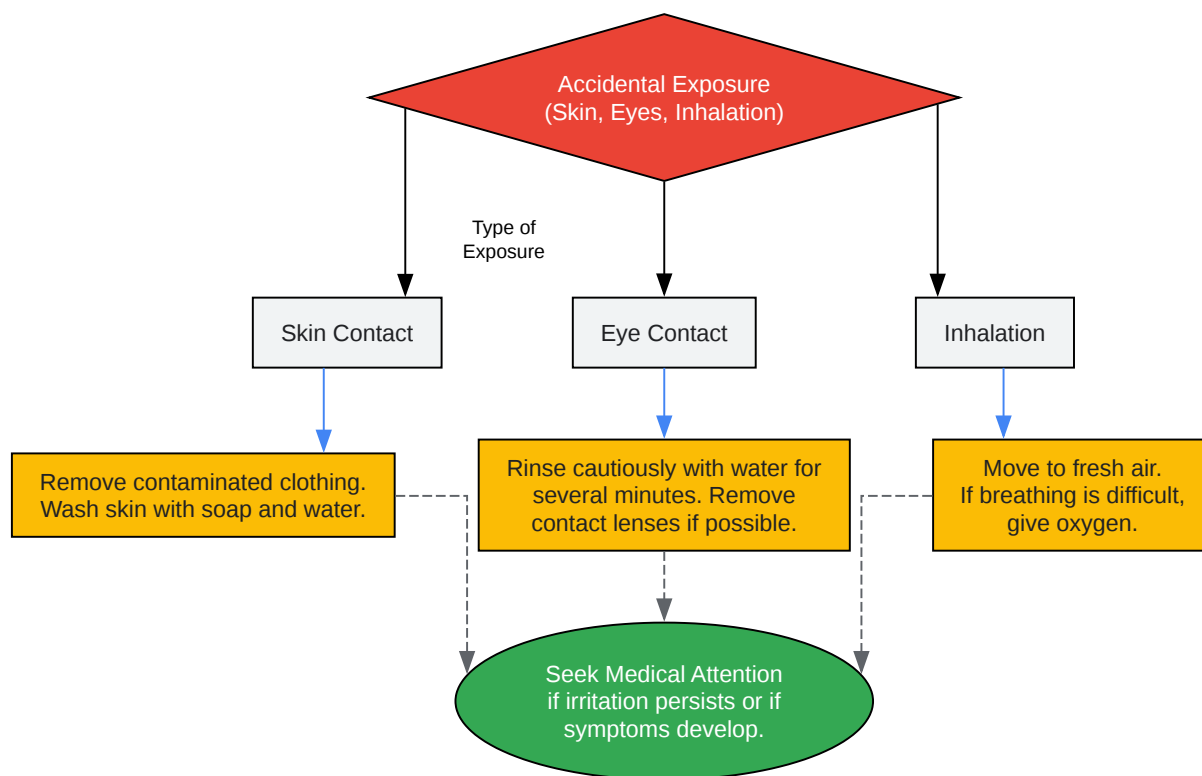 Accidental Exposure
(Skin, Eyes, Inhalation)
Type of
Exposure
Skin Contact
Eye Contact
Inhalation
Remove contaminated clothing.
Wash skin with soap and water.
Rinse cautiously with water for
several minutes. Remove
contact lenses if possible.
Move to fresh air.
If breathing is difficult,
give oxygen.
Seek Medical Attention
if irritation persists or if
symptoms develop.